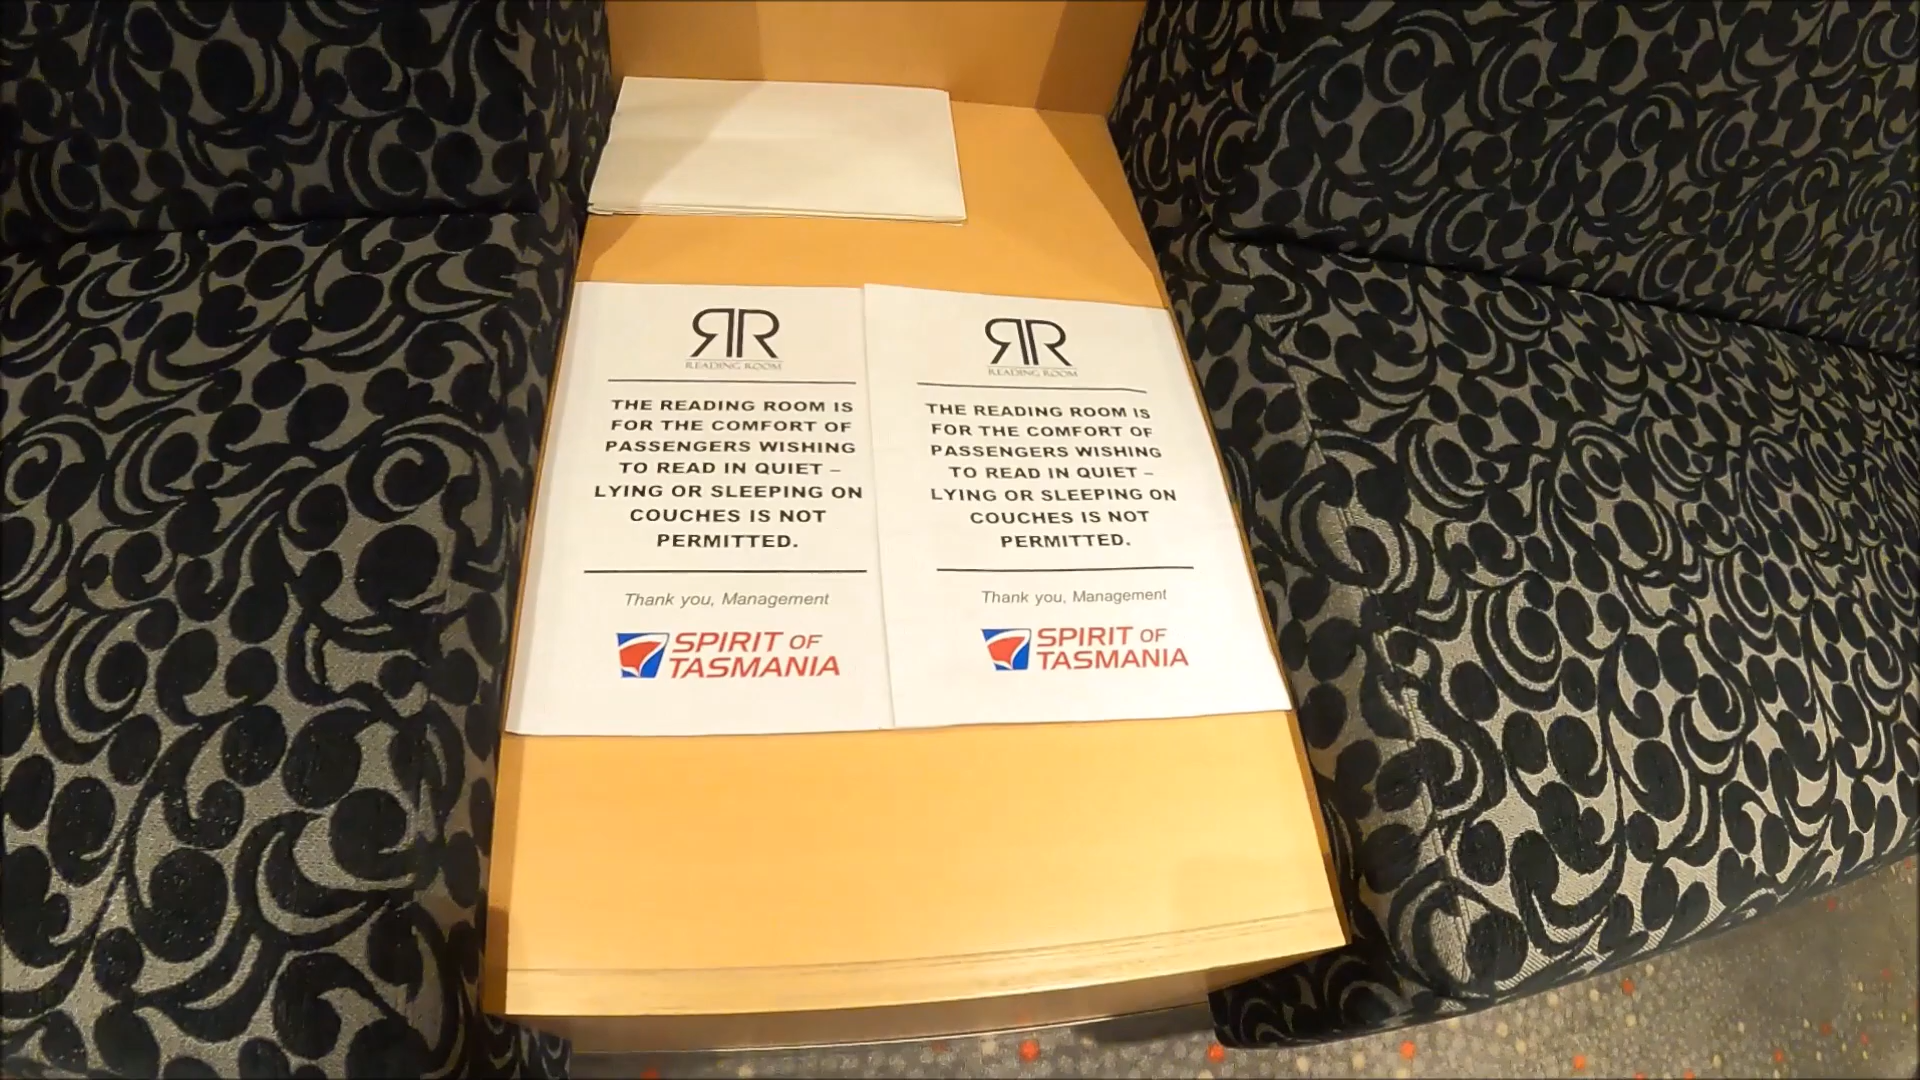 RR
READING ROOM
THE READING ROOM IS
FOR THE COMFORT OF
PASSENGERS WISHING
TO READ IN QUIET –
LYING OR SLEEPING ON
COUCHES IS NOT
PERMITTED.
Thank you, Management
SPIRIT OF
TASMANIA
RR
READING ROOM
THE READING ROOM IS
FOR THE COMFORT OF
PASSENGERS WISHING
TO READ IN QUIET –
LYING OR SLEEPING ON
COUCHES IS NOT
PERMITTED.
Thank you, Management
SPIRIT OF
TASMANIA